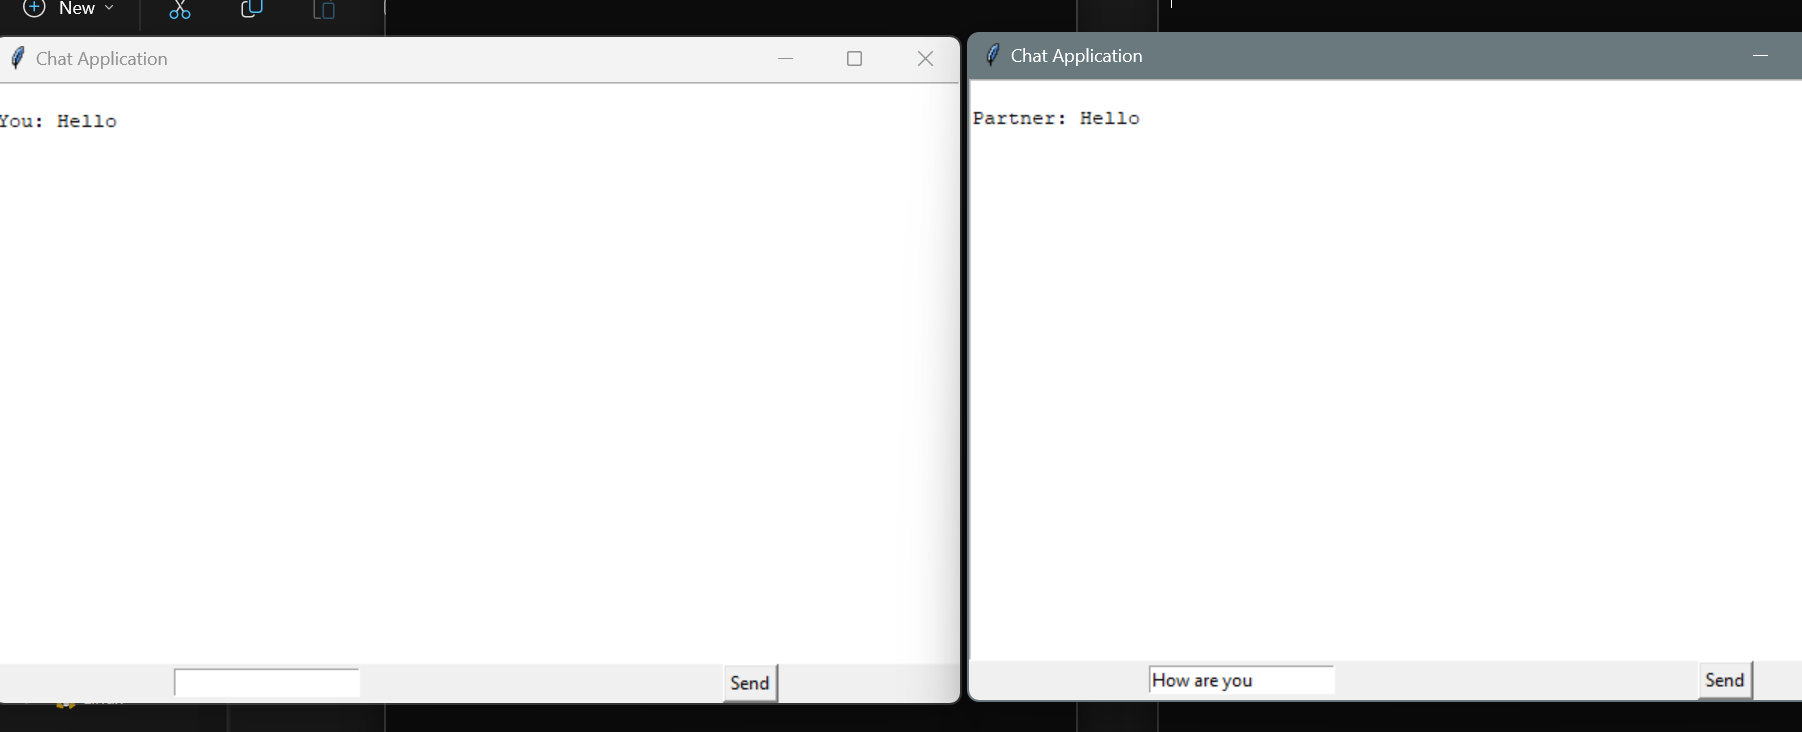 New
Chat Application
You: Hello
Send
Chat Application
Partner: Hello
How are you
Send